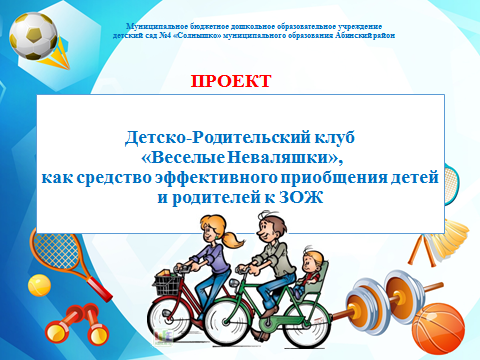 Муниципальное бюджетное дошкольное образовательное учреждение
детский сад №4 «Солнышко» муниципального образования Абинский район
ПРОЕКТ
Детско-Родительский клуб
«Веселые Неваляшки»,
как средство эффективного приобщения детей
и родителей к ЗОЖ